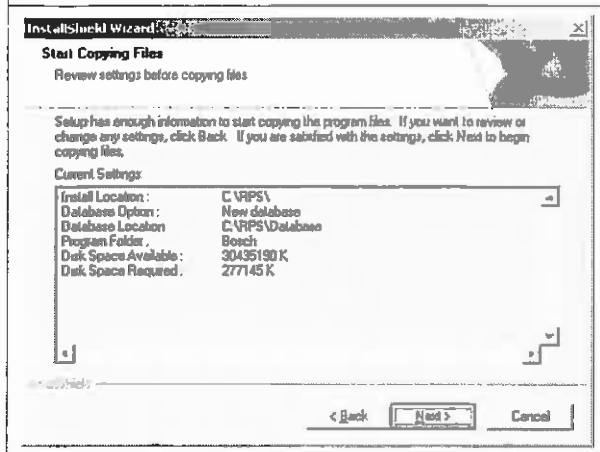 InstallShield Wizard
Start Copying Files
Review settings before copying files
Setup has enough information to start copying the program files. If you want to review or
change any settings, click Back. If you are satisfied with the settings, click Next to begin
copying files.
Current Settings:
Install Location : C:\RPS\
Database Option : New database
Database Location C:\RPS\Database
Program Folder . Bosch
Disk Space Available : 30435190 K
Disk Space Required . 277145 K
InstallShield
< Back Next > Cancel